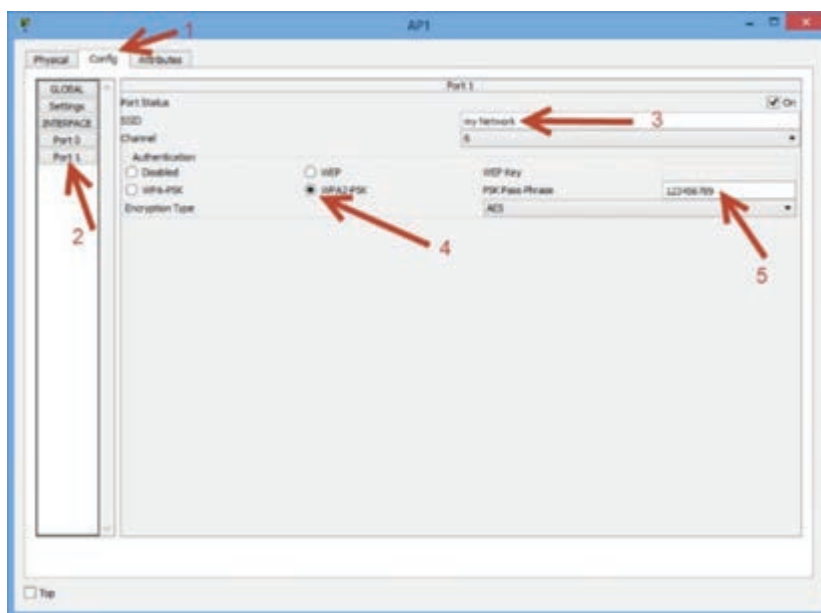 AP1
1
Physical Config Attributes
GLOBAL
Settings
INTERFACE
Port 0
Port 1
2
Port 1
Port Status On
SSID my Network 3
Channel 6
Authentication
Disabled WEP WEP Key
WPA-PSK WPA2-PSK PSK Pass Phrase 123456789
Encryption Type AES
4
5
Top